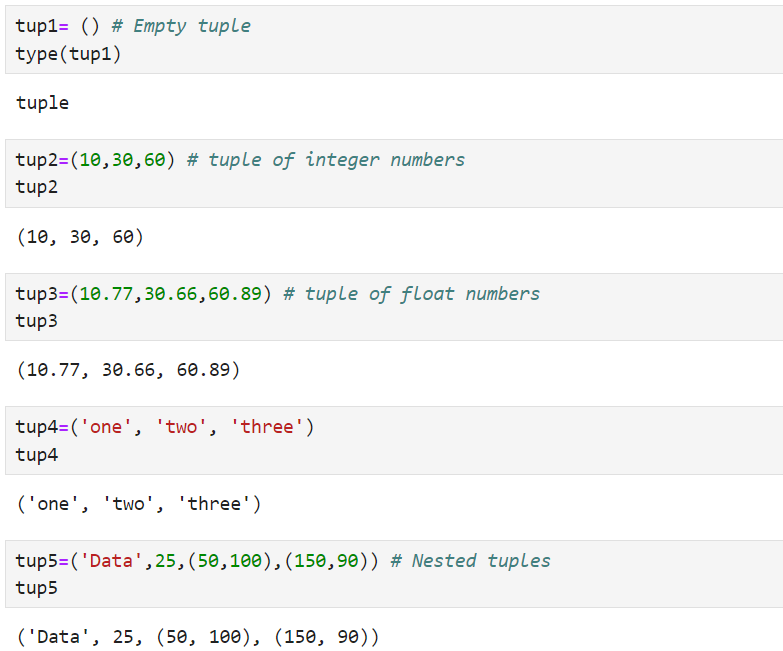 tup1= () # Empty tuple
type(tup1)
tuple
tup2=(10,30,60) # tuple of integer numbers
tup2
(10, 30, 60)
tup3=(10.77,30.66,60.89) # tuple of float numbers
tup3
(10.77, 30.66, 60.89)
tup4=('one', 'two', 'three')
tup4
('one', 'two', 'three')
tup5=('Data',25,(50,100),(150,90)) # Nested tuples
tup5
('Data', 25, (50, 100), (150, 90))